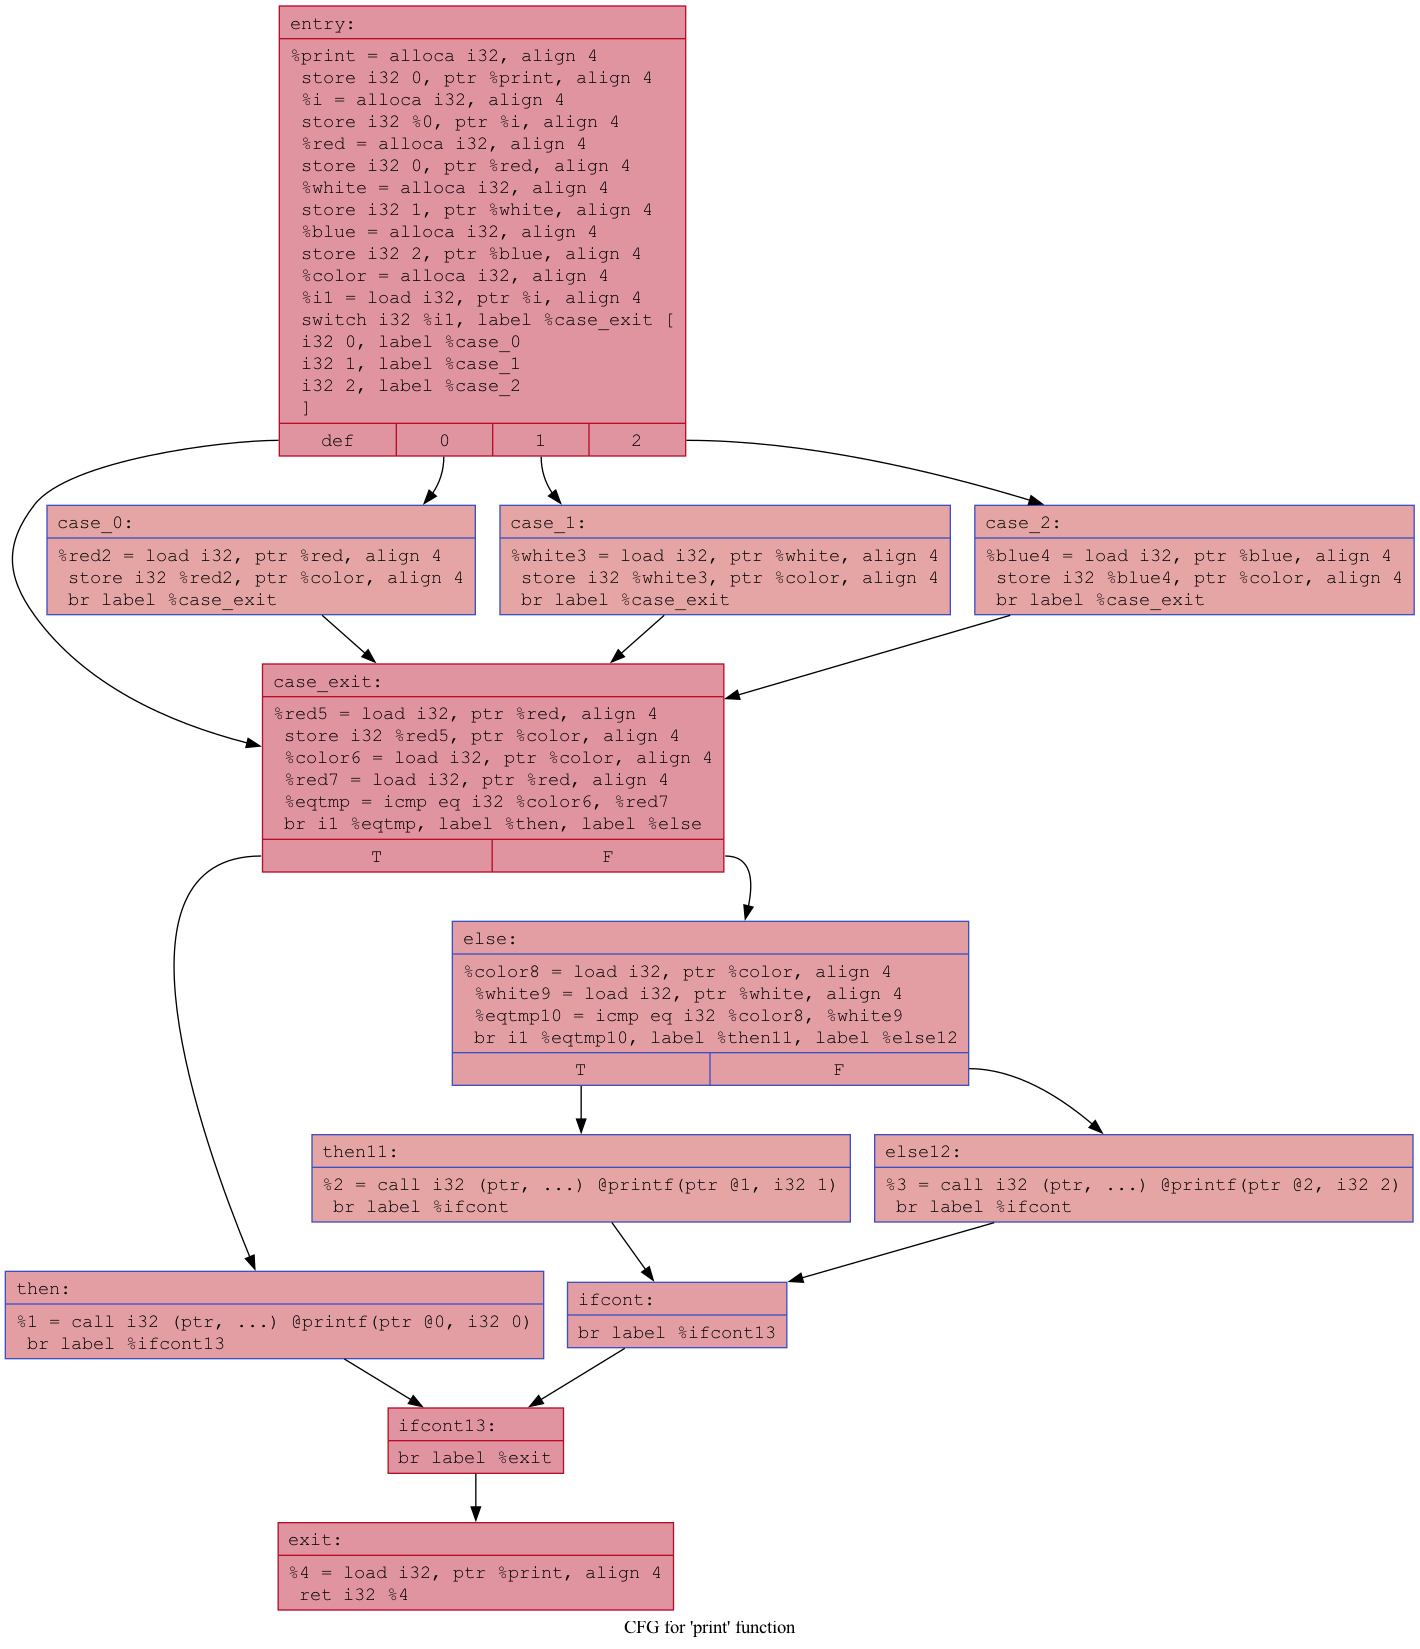 entry:
%print = alloca i32, align 4
store i32 0, ptr %print, align 4
%i = alloca i32, align 4
store i32 %0, ptr %i, align 4
%red = alloca i32, align 4
store i32 0, ptr %red, align 4
%white = alloca i32, align 4
store i32 1, ptr %white, align 4
%blue = alloca i32, align 4
store i32 2, ptr %blue, align 4
%color = alloca i32, align 4
%i1 = load i32, ptr %i, align 4
switch i32 %i1, label %case_exit [
i32 0, label %case_0
i32 1, label %case_1
i32 2, label %case_2
]
def 0 1 2
case_0:
%red2 = load i32, ptr %red, align 4
store i32 %red2, ptr %color, align 4
br label %case_exit
case_1:
%white3 = load i32, ptr %white, align 4
store i32 %white3, ptr %color, align 4
br label %case_exit
case_2:
%blue4 = load i32, ptr %blue, align 4
store i32 %blue4, ptr %color, align 4
br label %case_exit
case_exit:
%red5 = load i32, ptr %red, align 4
store i32 %red5, ptr %color, align 4
%color6 = load i32, ptr %color, align 4
%red7 = load i32, ptr %red, align 4
%eqtmp = icmp eq i32 %color6, %red7
br i1 %eqtmp, label %then, label %else
T F
else:
%color8 = load i32, ptr %color, align 4
%white9 = load i32, ptr %white, align 4
%eqtmp10 = icmp eq i32 %color8, %white9
br i1 %eqtmp10, label %then11, label %else12
T F
then11:
%2 = call i32 (ptr, ...) @printf(ptr @1, i32 1)
br label %ifcont
else12:
%3 = call i32 (ptr, ...) @printf(ptr @2, i32 2)
br label %ifcont
then:
%1 = call i32 (ptr, ...) @printf(ptr @0, i32 0)
br label %ifcont13
ifcont:
br label %ifcont13
ifcont13:
br label %exit
exit:
%4 = load i32, ptr %print, align 4
ret i32 %4
CFG for 'print' function